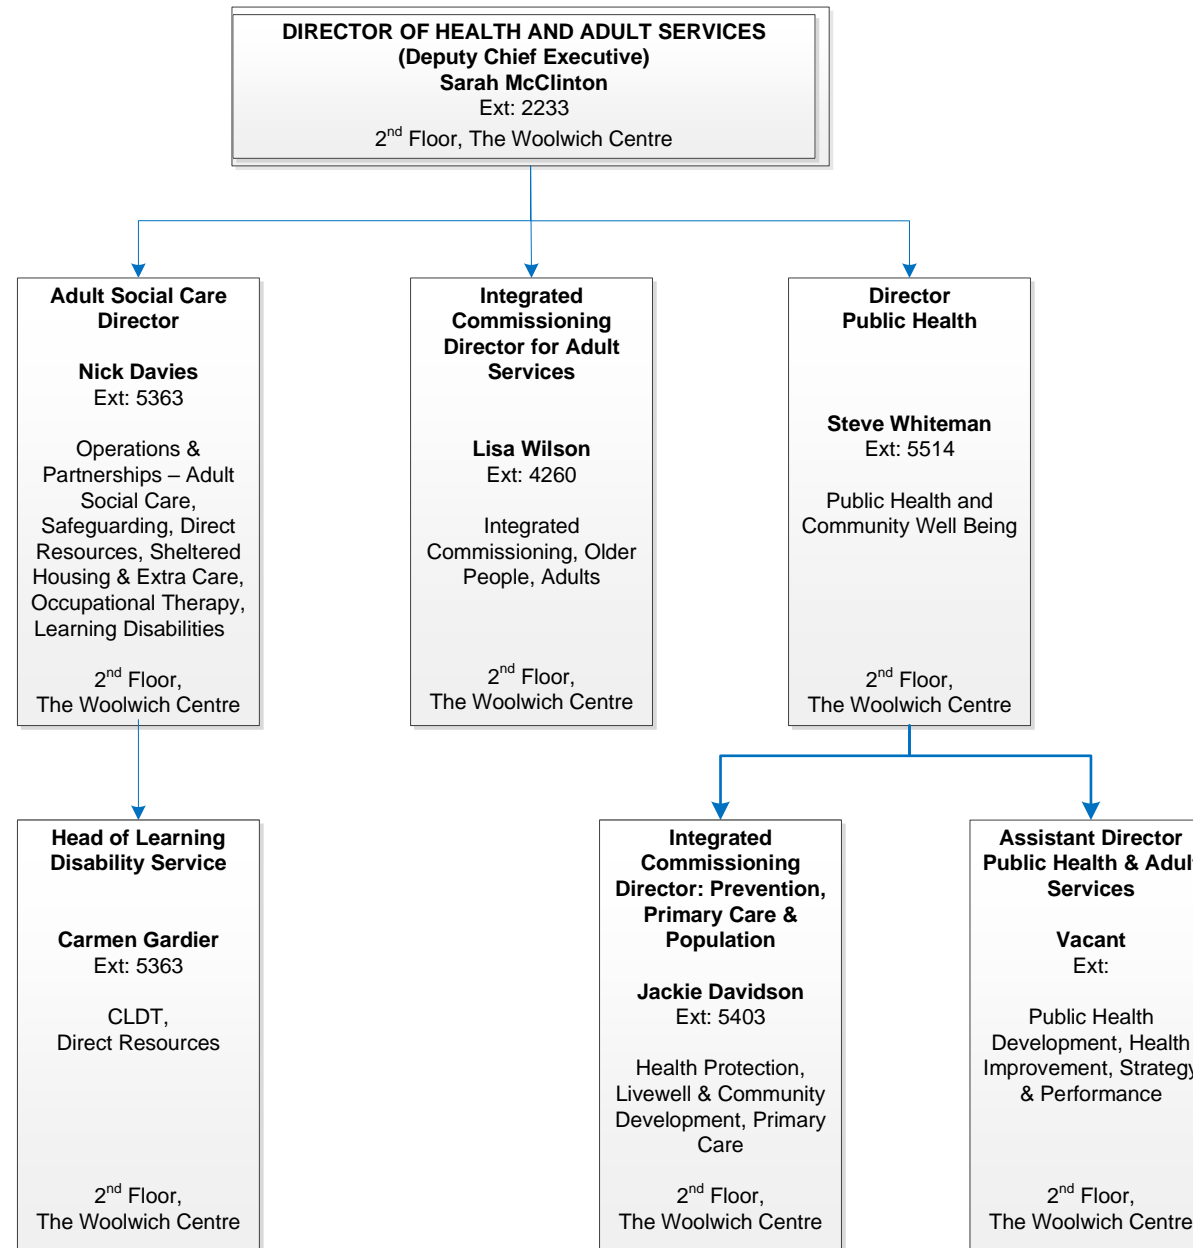 DIRECTOR OF HEALTH AND ADULT SERVICES
(Deputy Chief Executive)
Sarah McClinton
Ext: 2233
2nd Floor, The Woolwich Centre
Adult Social Care
Director
Nick Davies
Ext: 5363
Operations &
Partnerships – Adult
Social Care,
Safeguarding, Direct
Resources, Sheltered
Housing & Extra Care,
Occupational Therapy,
Learning Disabilities
2nd Floor,
The Woolwich Centre
Integrated
Commissioning
Director for Adult
Services
Lisa Wilson
Ext: 4260
Integrated
Commissioning, Older
People, Adults
2nd Floor,
The Woolwich Centre
Director
Public Health
Steve Whiteman
Ext: 5514
Public Health and
Community Well Being
2nd Floor,
The Woolwich Centre
Head of Learning
Disability Service
Carmen Gardier
Ext: 5363
CLDT,
Direct Resources
2nd Floor,
The Woolwich Centre
Integrated
Commissioning
Director: Prevention,
Primary Care &
Population
Jackie Davidson
Ext: 5403
Health Protection,
Livewell & Community
Development, Primary
Care
2nd Floor,
The Woolwich Centre
Assistant Director
Public Health & Adult
Services
Vacant
Ext:
Public Health
Development, Health
Improvement, Strategy
& Performance
2nd Floor,
The Woolwich Centre